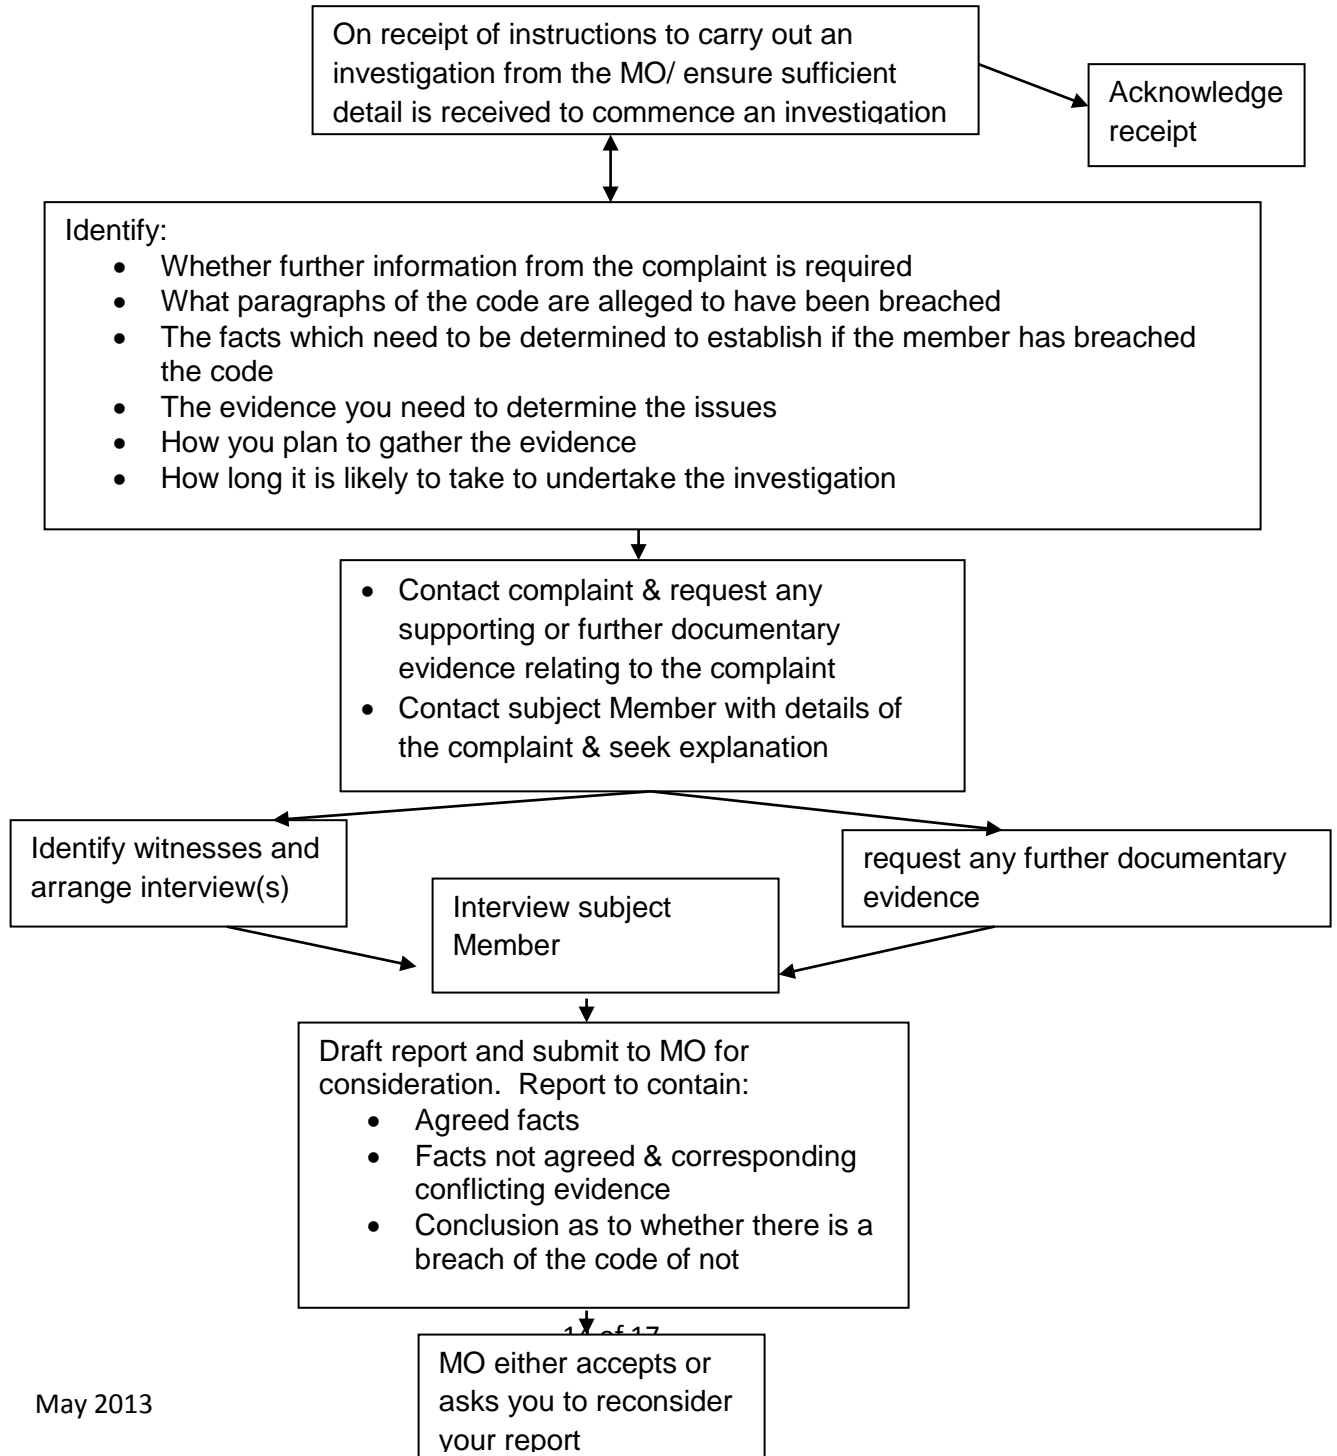 On receipt of instructions to carry out an
investigation from the MO/ ensure sufficient
detail is received to commence an investigation
Acknowledge
receipt
Identify:
• Whether further information from the complaint is required
• What paragraphs of the code are alleged to have been breached
• The facts which need to be determined to establish if the member has breached
the code
• The evidence you need to determine the issues
• How you plan to gather the evidence
• How long it is likely to take to undertake the investigation
• Contact complaint & request any
supporting or further documentary
evidence relating to the complaint
• Contact subject Member with details of
the complaint & seek explanation
Identify witnesses and
arrange interview(s)
request any further documentary
evidence
Interview subject
Member
Draft report and submit to MO for
consideration. Report to contain:
• Agreed facts
• Facts not agreed & corresponding
conflicting evidence
• Conclusion as to whether there is a
breach of the code of not
14 of 17
MO either accepts or
asks you to reconsider
your report
May 2013